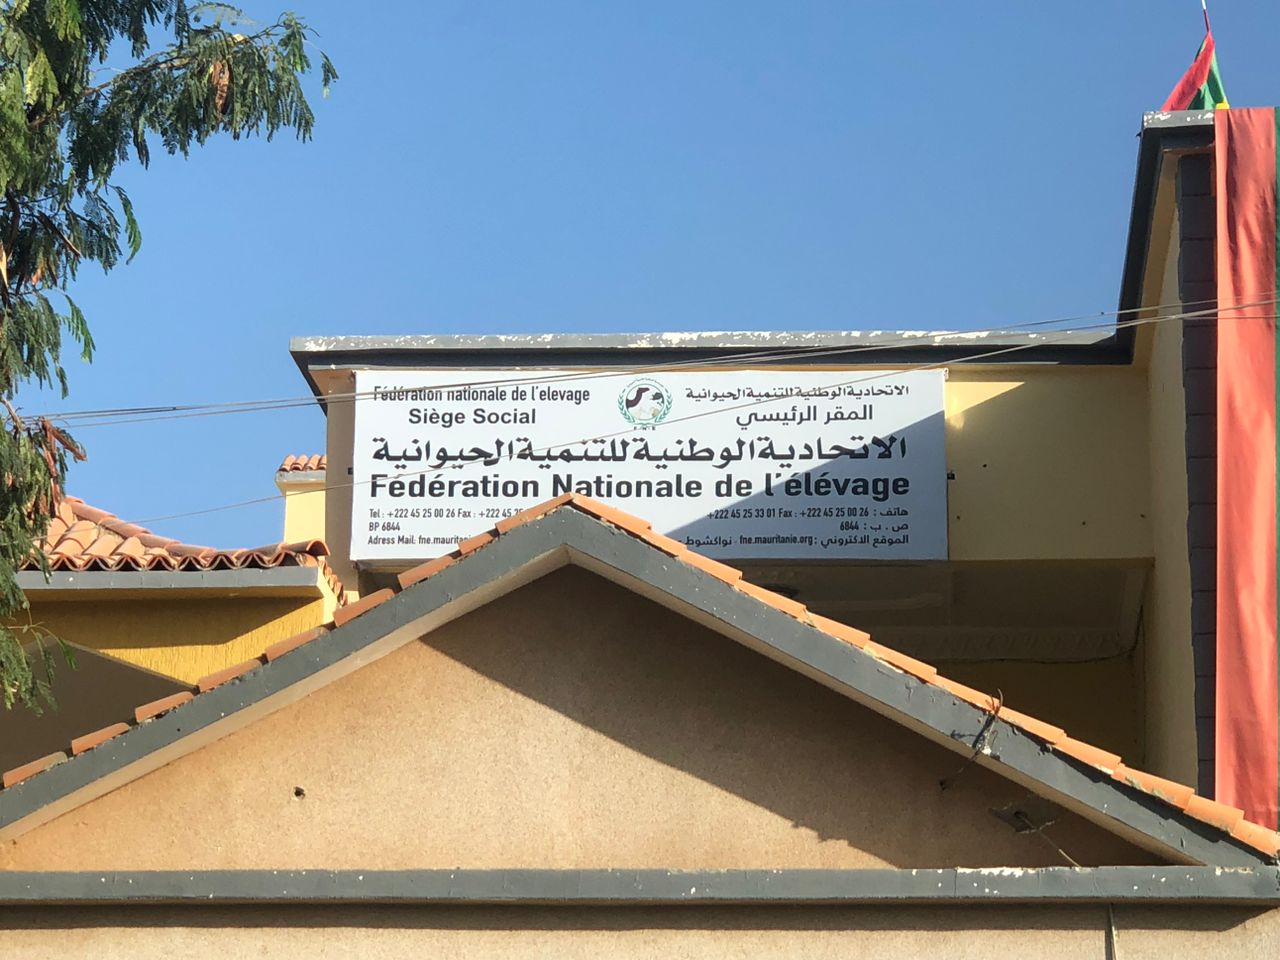 Fédération nationale de l'elevage
Siège Social
الاتحادية الوطنية للتنمية الحيوانية
المقر الرئيسي
F.N.E
الاتحادية الوطنية للتنمية الحيوانية
Fédération Nationale de l'élévage
Tel : +222 45 25 00 26 Fax : +222 45
BP 6844
Adress Mail: fne.maurita
هاتف : +222 45 25 33 01 Fax : +222 45 25 00 26
ص . ب : 6844
الموقع الالكتروني : fne.mauritanie.org . نواكشوط